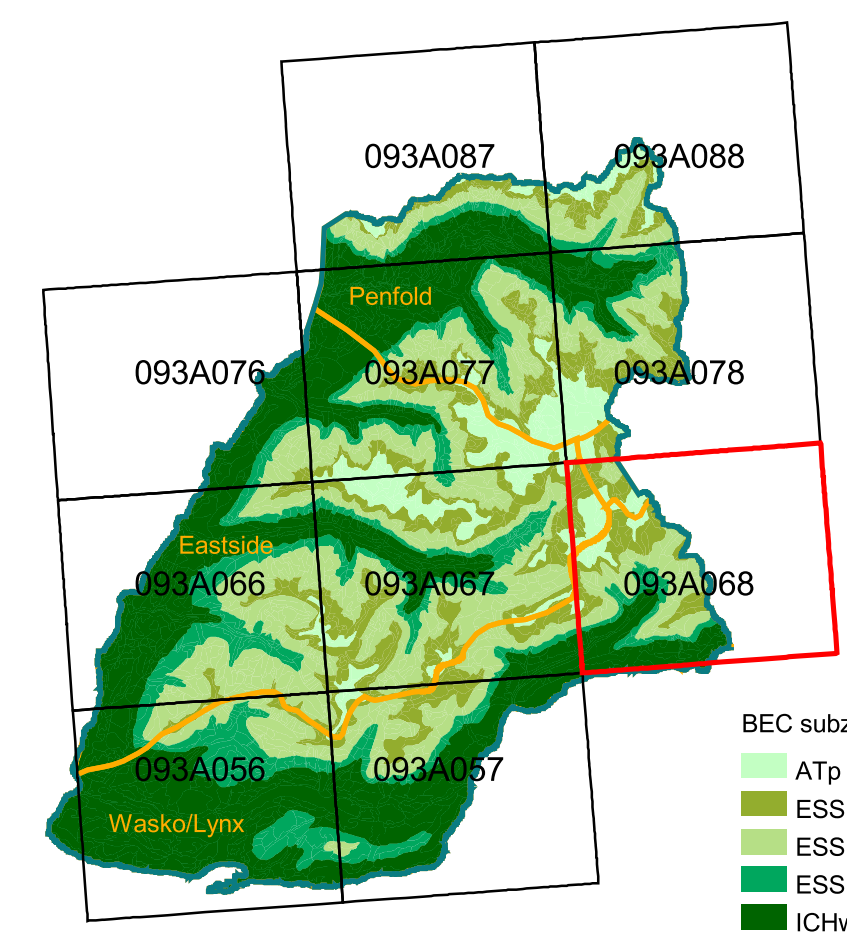 093A087
093A088
Penfold
093A076
093A077
093A078
Eastside
093A066
093A067
093A068
BEC subz
093A056
093A057
ATp
ESS
Wasko/Lynx
ESS
ESS
ICHw